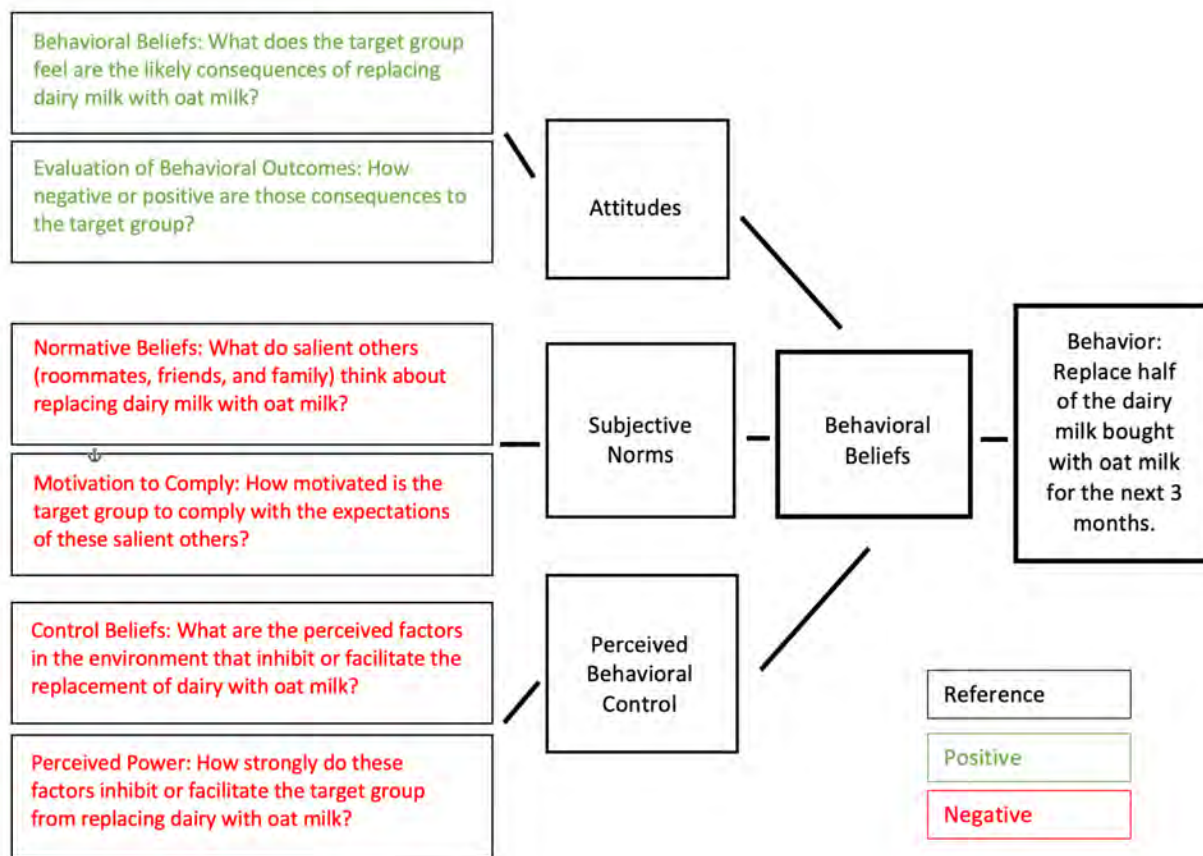 Behavioral Beliefs: What does the target group
feel are the likely consequences of replacing
dairy milk with oat milk?
Evaluation of Behavioral Outcomes: How
negative or positive are those consequences to
the target group?
Attitudes
Normative Beliefs: What do salient others
(roommates, friends, and family) think about
replacing dairy milk with oat milk?
Motivation to Comply: How motivated is the
target group to comply with the expectations
of these salient others?
Subjective
Norms
Behavioral
Beliefs
Behavior:
Replace half
of the dairy
milk bought
with oat milk
for the next 3
months.
Control Beliefs: What are the perceived factors
in the environment that inhibit or facilitate the
replacement of dairy with oat milk?
Perceived Power: How strongly do these
factors inhibit or facilitate the target group
from replacing dairy with oat milk?
Perceived
Behavioral
Control
Reference
Positive
Negative